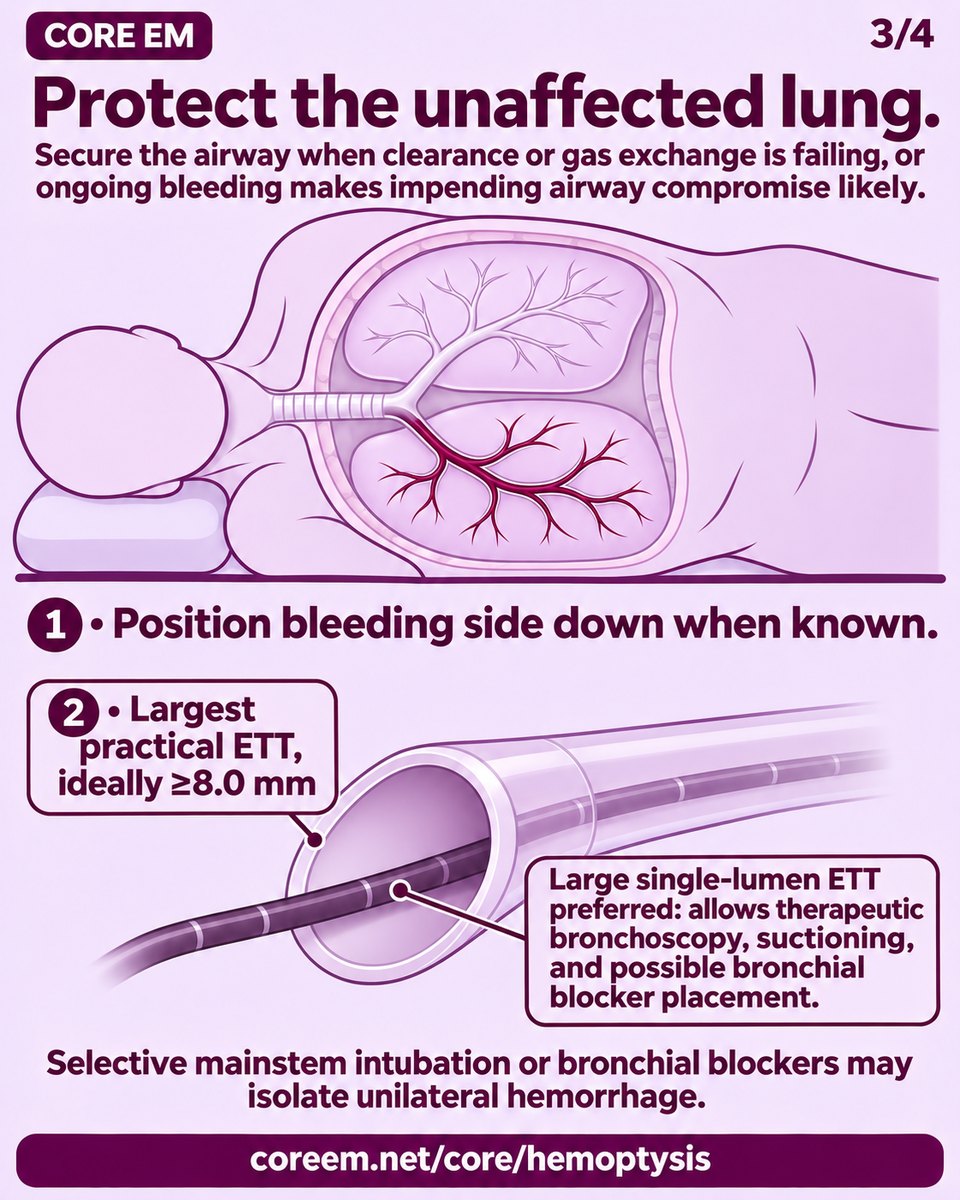 CORE EM
3/4
Protect the unaffected lung.
Secure the airway when clearance or gas exchange is failing, or
ongoing bleeding makes impending airway compromise likely.
1 • Position bleeding side down when known.
2 • Largest
practical ETT,
ideally ≥8.0 mm
Large single-lumen ETT
preferred: allows therapeutic
bronchoscopy, suctioning,
and possible bronchial
blocker placement.
Selective mainstem intubation or bronchial blockers may
isolate unilateral hemorrhage.
coreem.net/core/hemoptysis